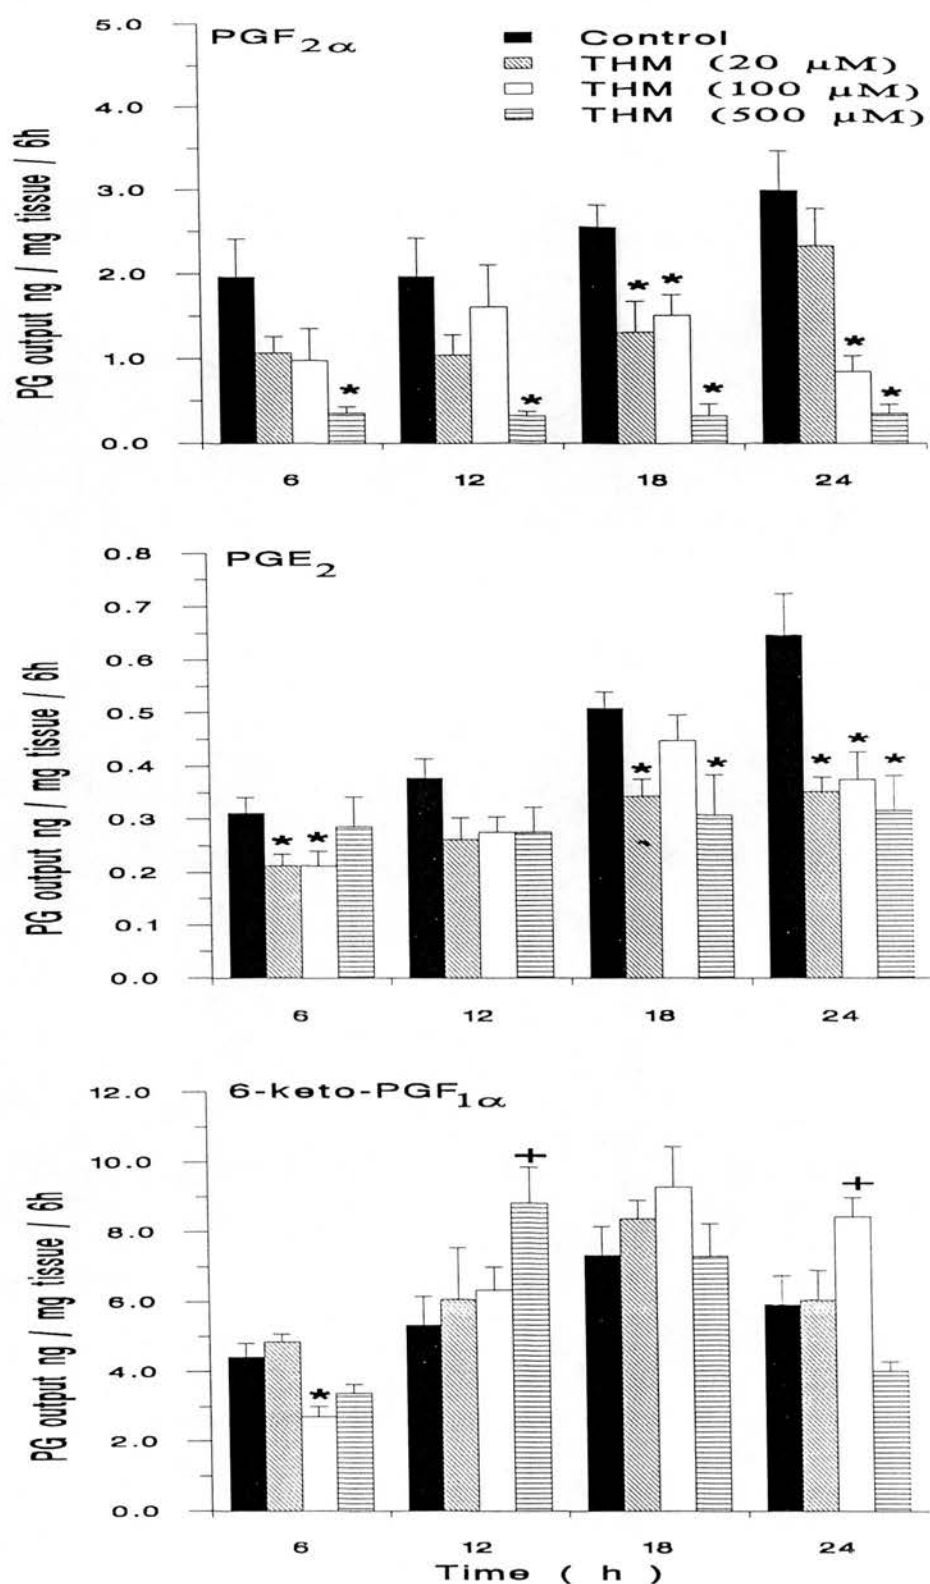 PGF2α
Control
THM (20 μM)
THM (100 μM)
THM (500 μM)
PG output ng / mg tissue / 6h
5.0
4.0
3.0
2.0
1.0
0.0
* * * * * * *
6 12 18 24
PGE2
PG output ng / mg tissue / 6h
0.8
0.7
0.6
0.5
0.4
0.3
0.2
0.1
0.0
* * * * * * *
6 12 18 24
6-keto-PGF1α
PG output ng / mg tissue / 6h
12.0
10.0
8.0
6.0
4.0
2.0
0.0
* + +
6 12 18 24
Time ( h )